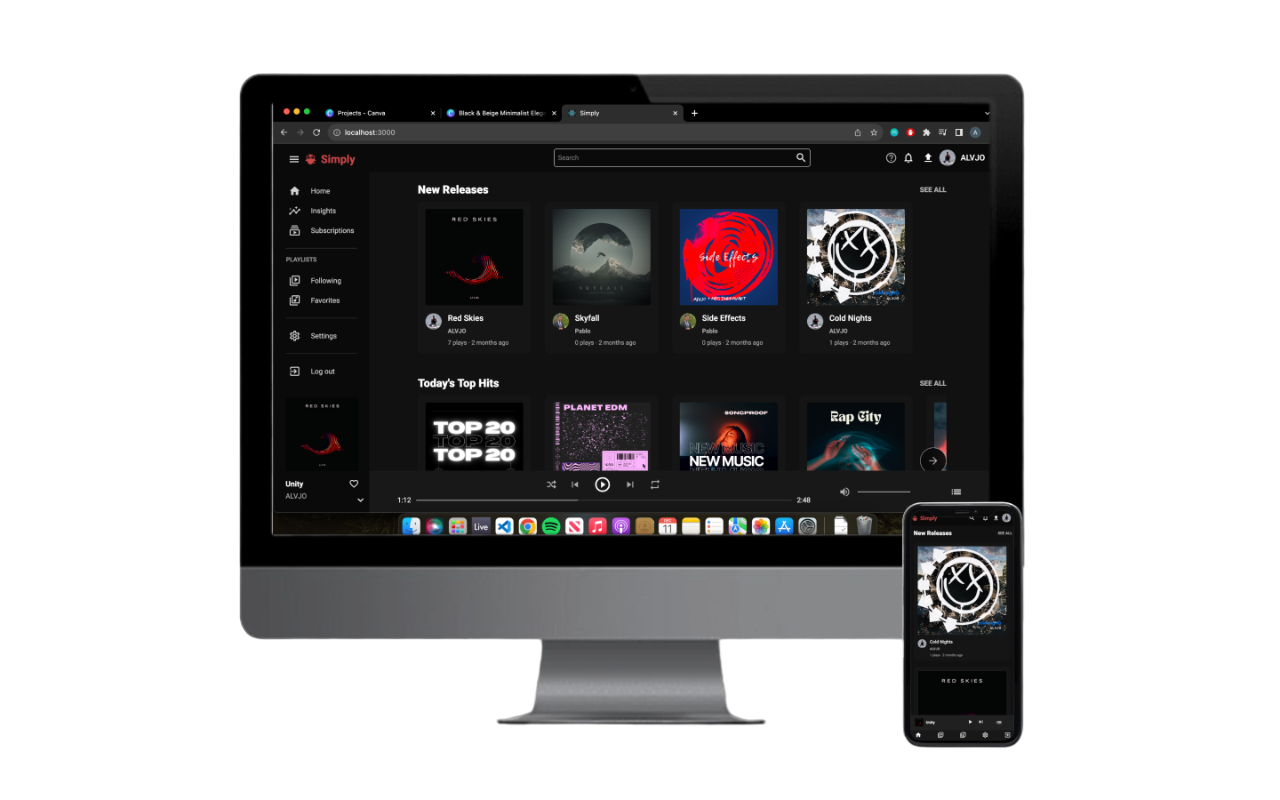 Projects - Canva
Black & Beige Minimalist Eleg
Simply
localhost:3000
A
Simply
Search
ALVJO
Home
Insights
Subscriptions
PLAYLISTS
Following
Favorites
Settings
Log out
RED SKIES
Unity
ALVJO
New Releases
SEE ALL
RED SKIES
SKYFALL
Side Effects
Red Skies
ALVJO
7 plays · 2 months ago
Skyfall
Pablo
0 plays · 2 months ago
Side Effects
Pablo
0 plays · 2 months ago
Cold Nights
ALVJO
1 plays · 2 months ago
Today's Top Hits
SEE ALL
TOP 20
TOP 20
TOP 20
PLANET EDM
SONGPROOF
NEW MUSIC
NEW MUSIC
Rap City
1:12
2:48
Live
11
Simply
New Releases
SEE ALL
Cold Nights
ALVJO
1 plays · 2 months ago
RED SKIES
Unity